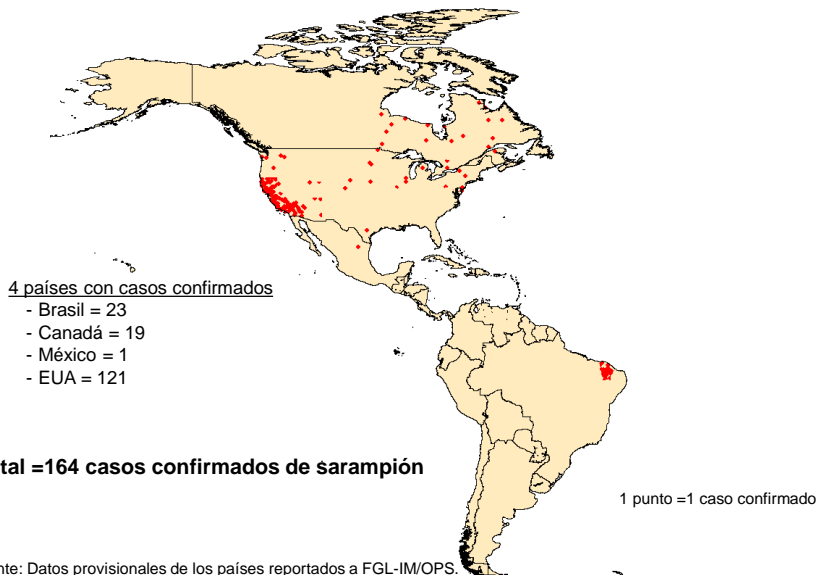 4 países con casos confirmados
- Brasil = 23
- Canadá = 19
- México = 1
- EUA = 121
tal =164 casos confirmados de sarampión
1 punto =1 caso confirmado
nte: Datos provisionales de los países reportados a FGL-IM/OPS.